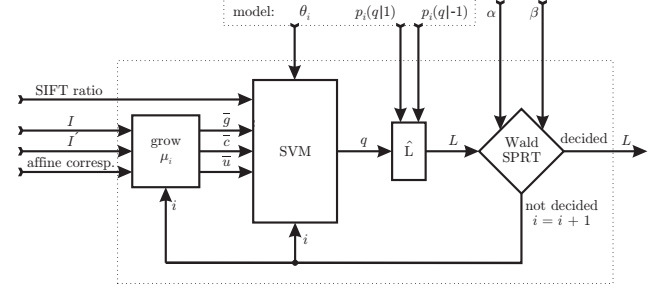 model: θᵢ pᵢ(q|1) pᵢ(q|-1) α β
SIFT ratio
I
I′
affine corresp.
grow
μᵢ
g̅
c̅
u̅
SVM
q
L̂
L
Wald
SPRT
decided
L
not decided
i = i + 1
i
i